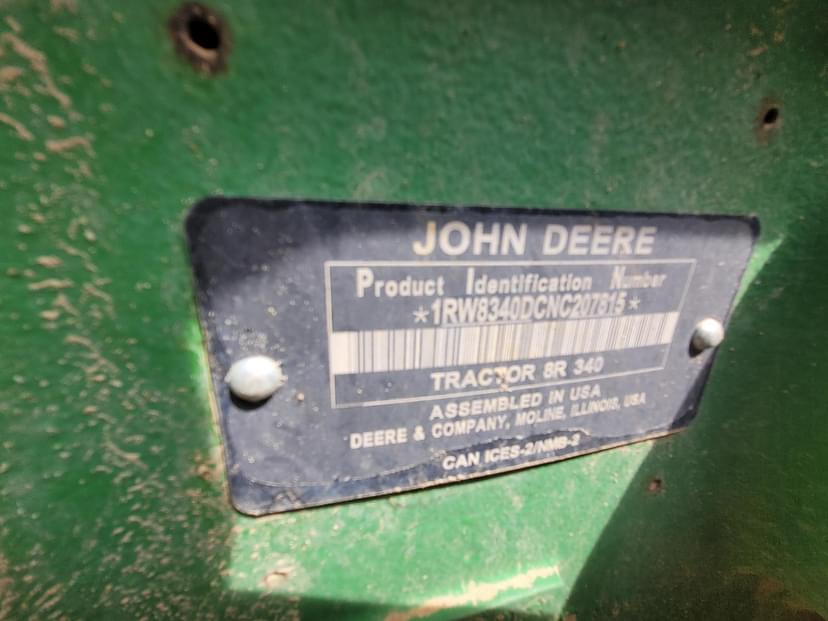 JOHN DEERE
Product Identification Number
*1RW8340DCNC207815*
TRACTOR 8R 340
ASSEMBLED IN USA
DEERE & COMPANY, MOLINE, ILLINOIS, USA
CAN ICES-2/NMB-2